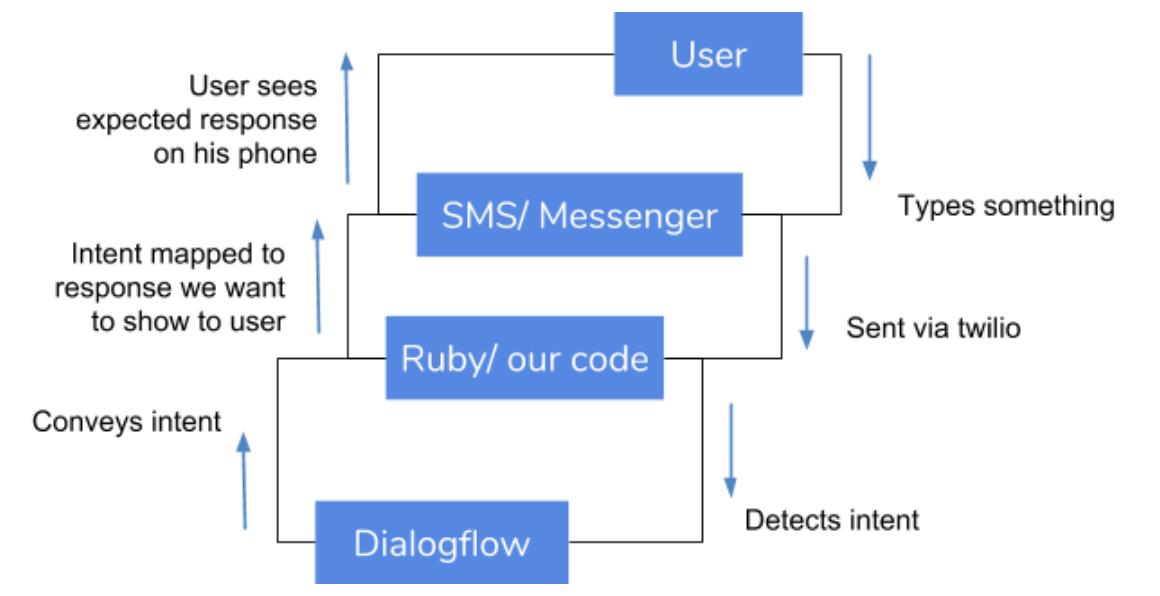 User
User sees
expected response
on his phone
SMS/ Messenger
Types something
Intent mapped to
response we want
to show to user
Sent via twilio
Ruby/ our code
Conveys intent
Detects intent
Dialogflow